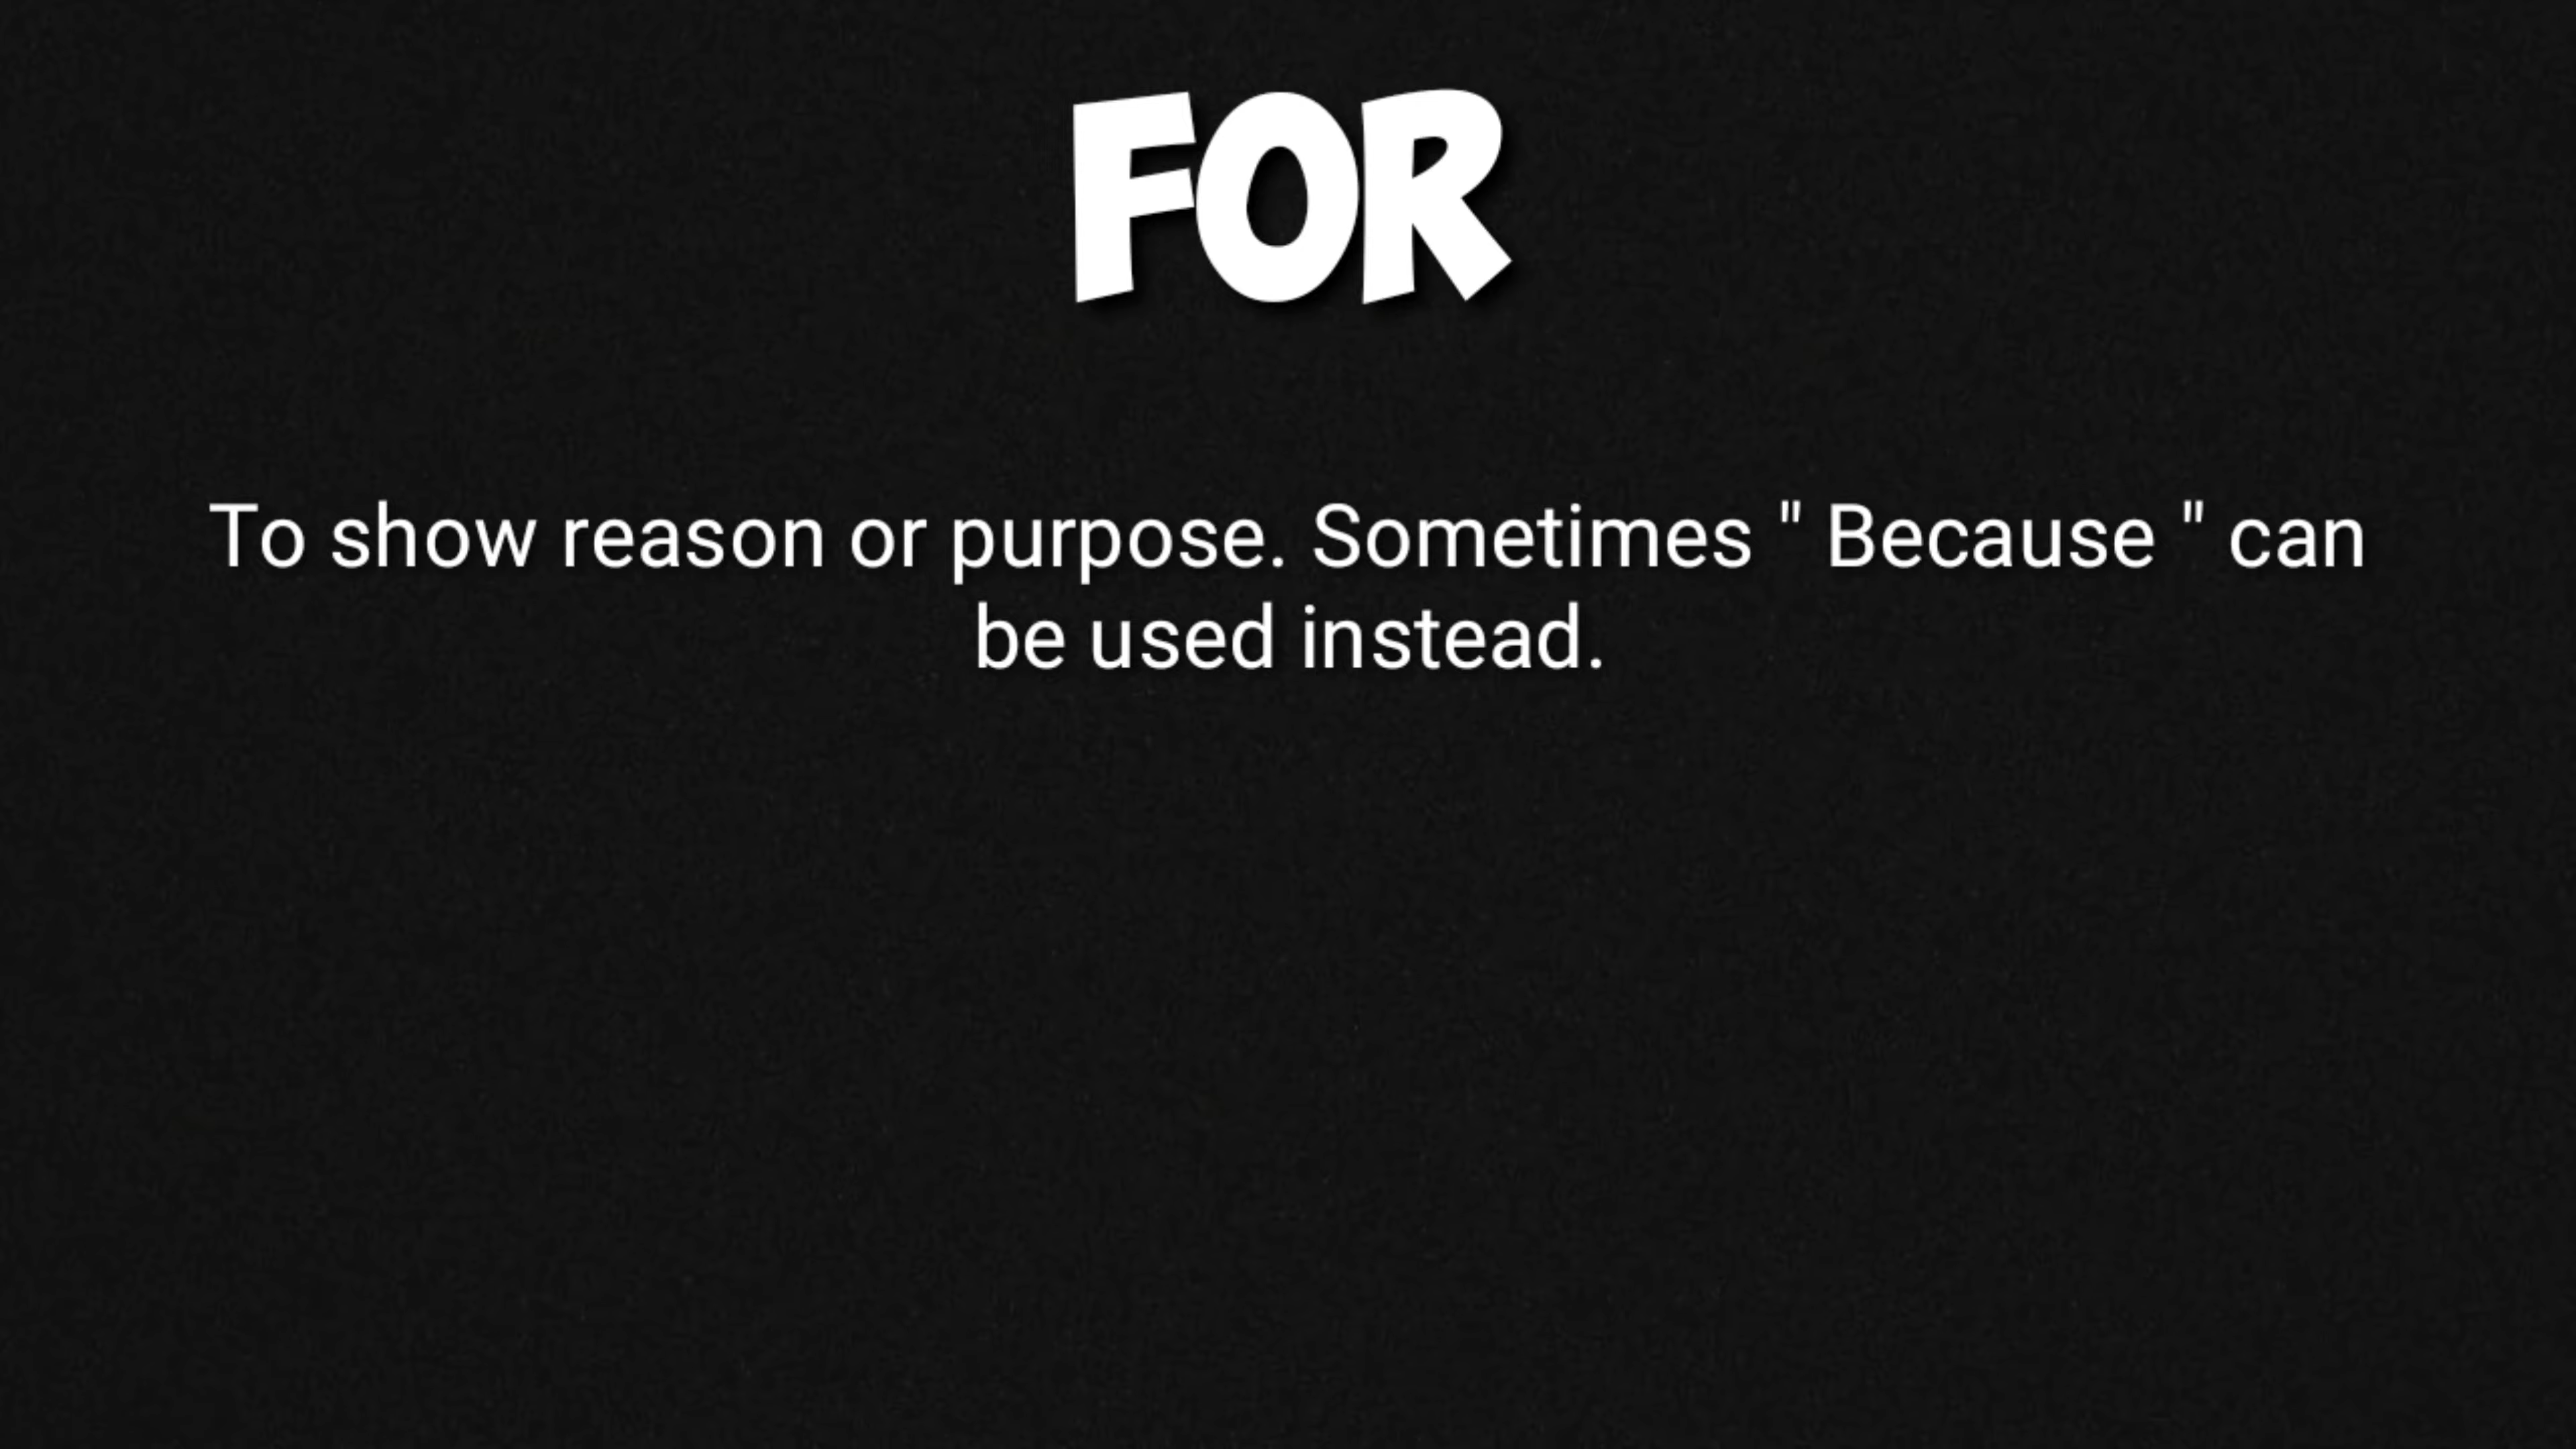 FOR
To show reason or purpose. Sometimes " Because " can
be used instead.